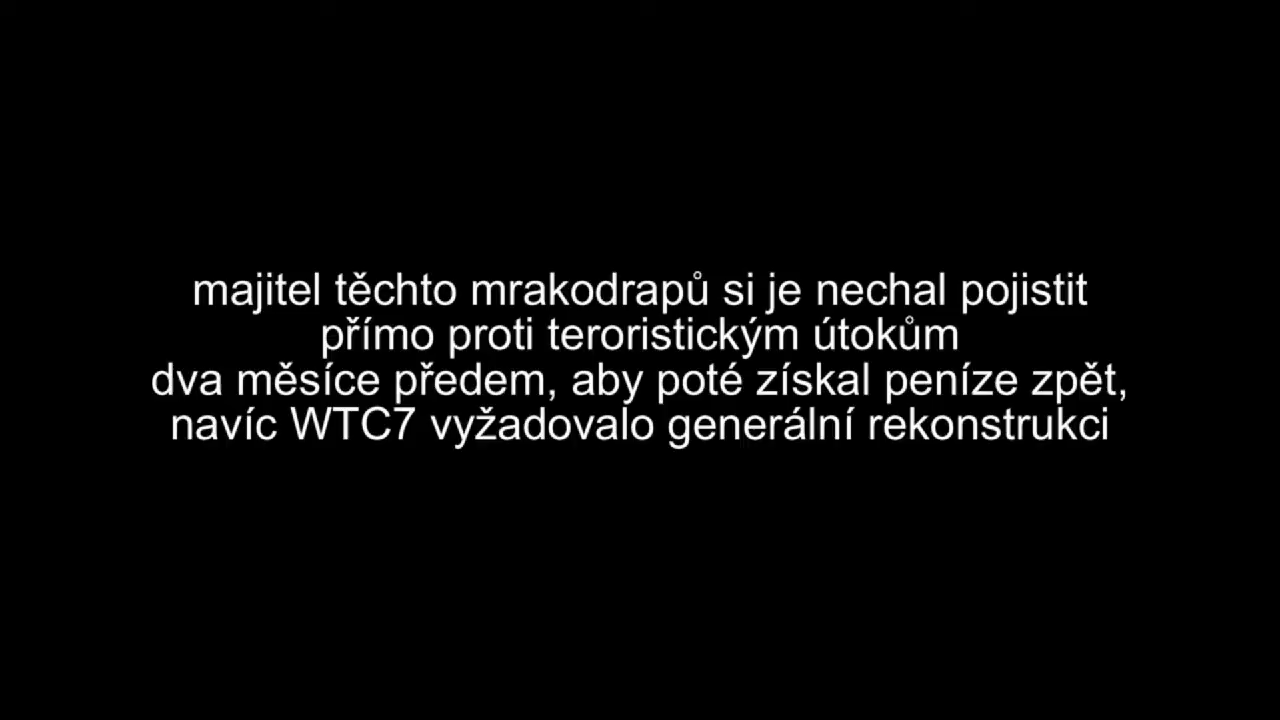 majitel těchto mrakodrapů si je nechal pojistit
přímo proti teroristickým útokům
dva měsíce předem, aby poté získal peníze zpět,
navíc WTC7 vyžadovalo generální rekonstrukci